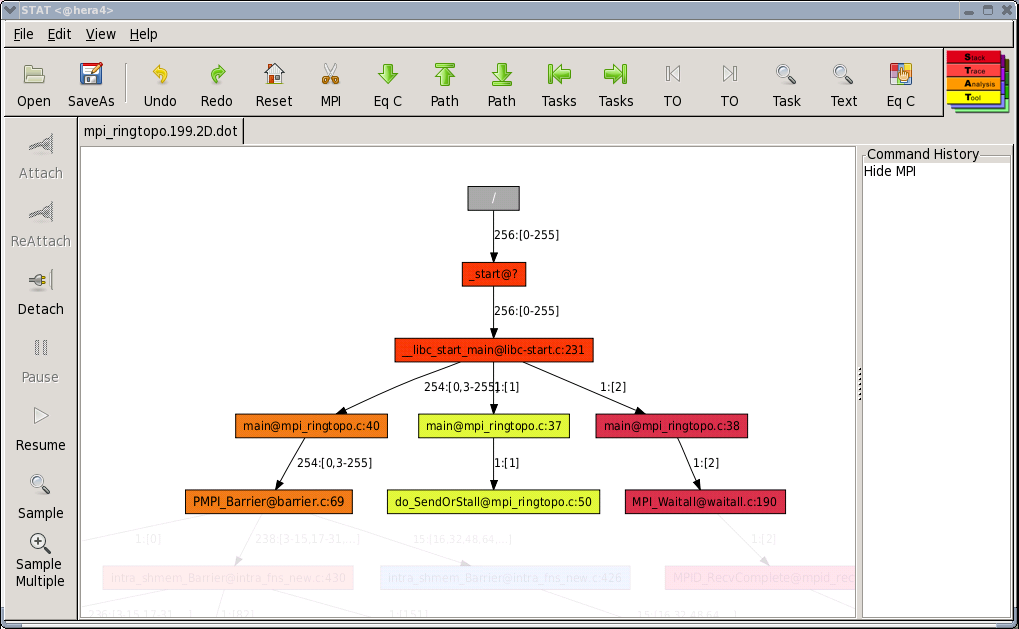 STAT <@hera4>
File Edit View Help
Open SaveAs Undo Redo Reset MPI Eq C Path Path Tasks Tasks TO TO Task Text Eq C
Stack
Trace
Analysis
Tool
mpi_ringtopo.199.2D.dot
Attach
ReAttach
Detach
Pause
Resume
Sample
Sample
Multiple
/
256:[0-255]
_start@?
256:[0-255]
__libc_start_main@libc-start.c:231
254:[0,3-255] 1:[1] 1:[2]
main@mpi_ringtopo.c:40 main@mpi_ringtopo.c:37 main@mpi_ringtopo.c:38
254:[0,3-255] 1:[1] 1:[2]
PMPI_Barrier@barrier.c:69 do_SendOrStall@mpi_ringtopo.c:50 MPI_Waitall@waitall.c:190
1:[0] 238:[3-15,17-31,...] 15:[16,32,48,64,...] 1:[2]
intra_shmem_Barrier@intra_fns_new.c:430 intra_shmem_Barrier@intra_fns_new.c:426 MPID_RecvComplete@mpid_rec
236:[3-15,17-31,...] 1:[82] 1:[151] 15:[16,32,48,64,...]
Command History
Hide MPI